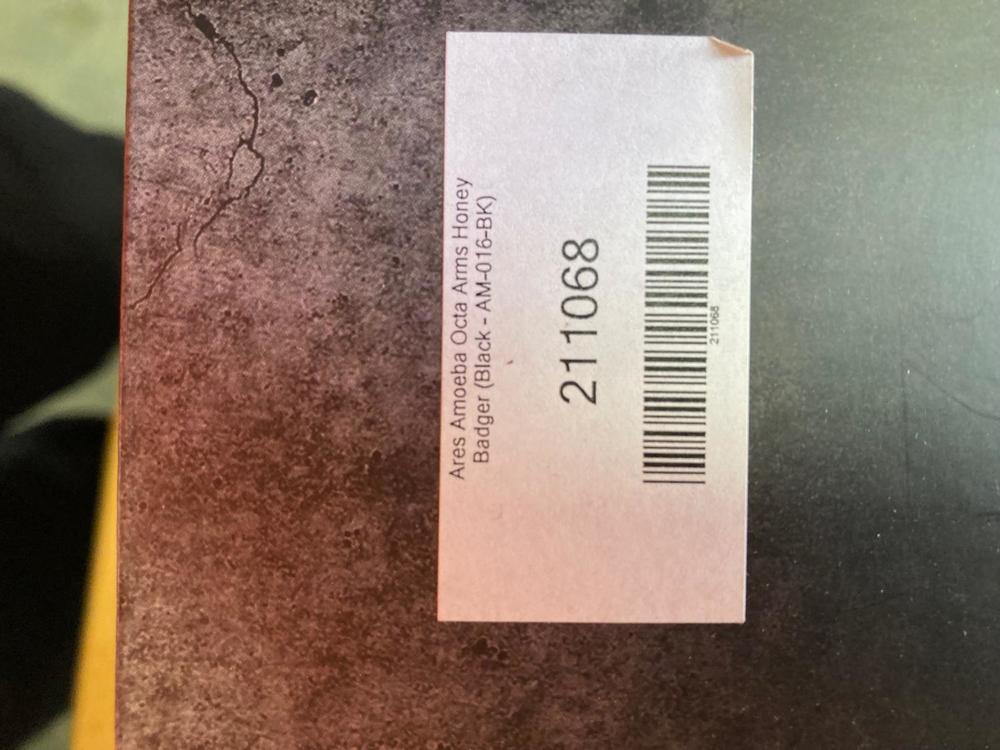 Ares Amoeba Octa Arms Honey
Badger (Black - AM-016-BK)
211068
211068